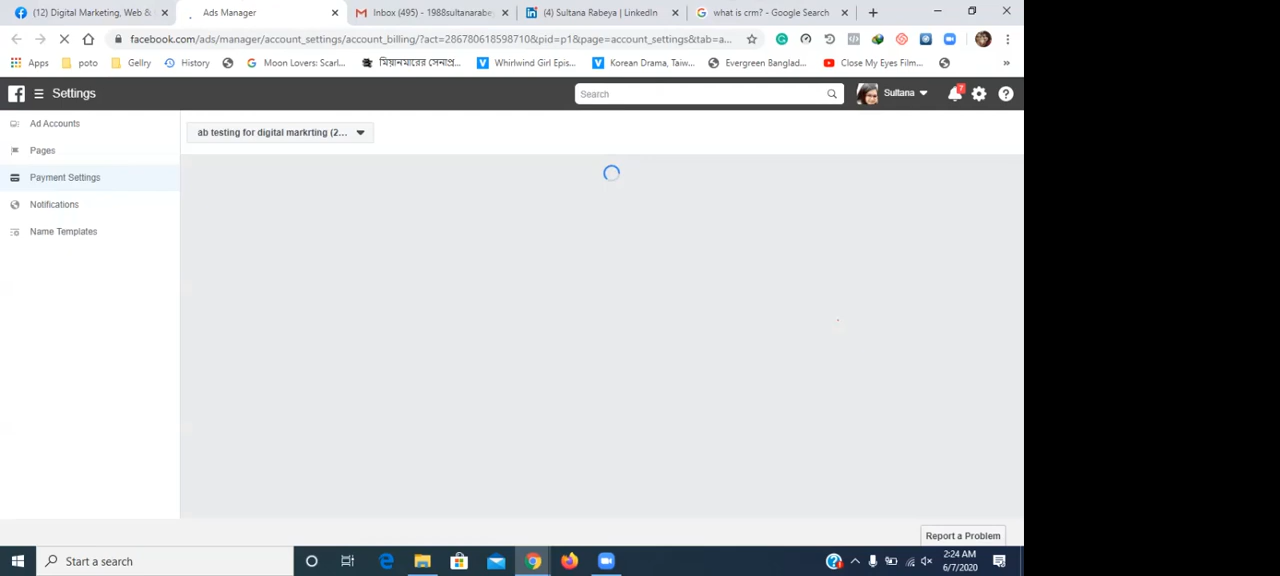 (12) Digital Marketing, Web &
Ads Manager
Inbox (495) - 1988sultanarabe
(4) Sultana Rabeya | LinkedIn
what is crm? - Google Search
facebook.com/ads/manager/account_settings/account_billing/?act=286780618598710&pid=p1&page=account_settings&tab=a...
Apps
poto
Gellry
History
Moon Lovers: Scarl...
মিয়ানমারের সেনাপ্র...
Whirlwind Girl Epis...
Korean Drama, Taiw...
Evergreen Banglad...
Close My Eyes Film...
»
Settings
Search
Sultana
7
Ad Accounts
Pages
Payment Settings
Notifications
Name Templates
ab testing for digital markrting (2...
Report a Problem
Start a search
2:24 AM
6/7/2020